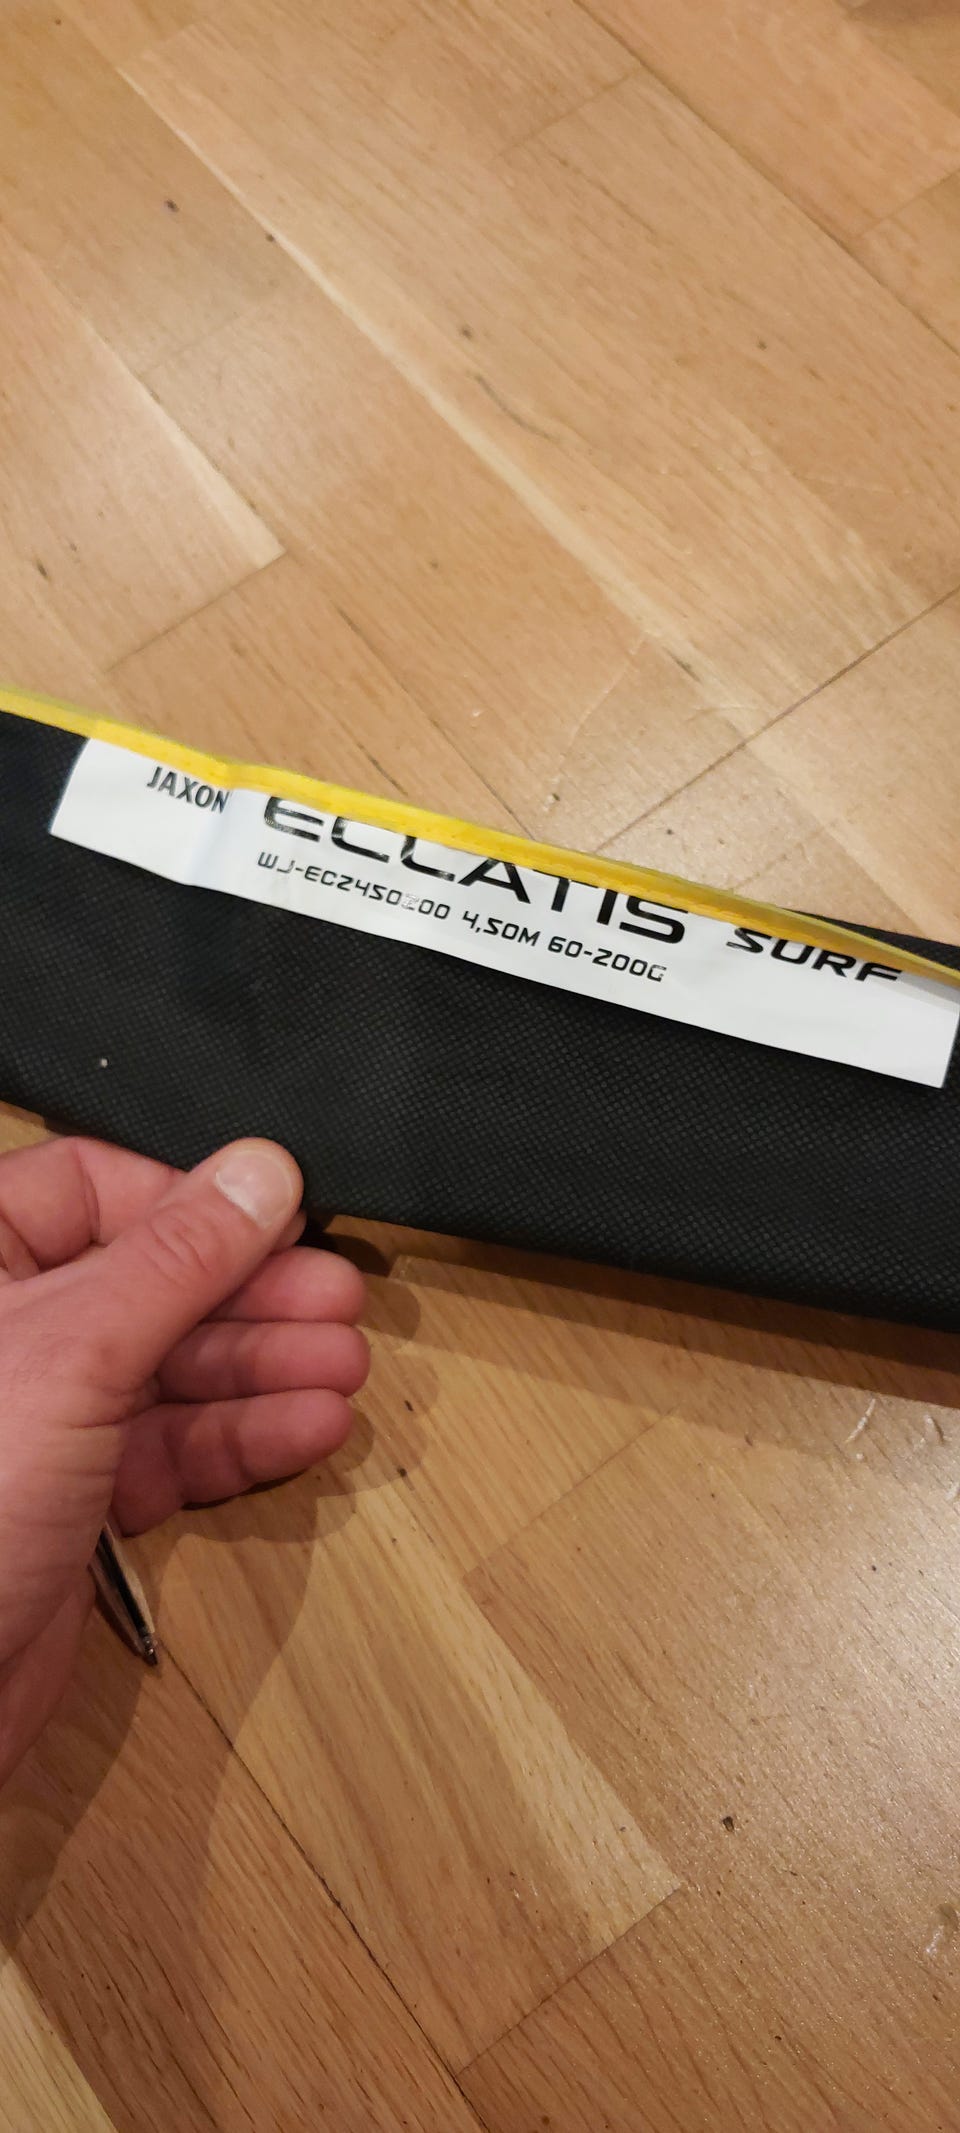 JAXON ECLATIS SURF
WJ-ECZ450200 4,50M 60-200G